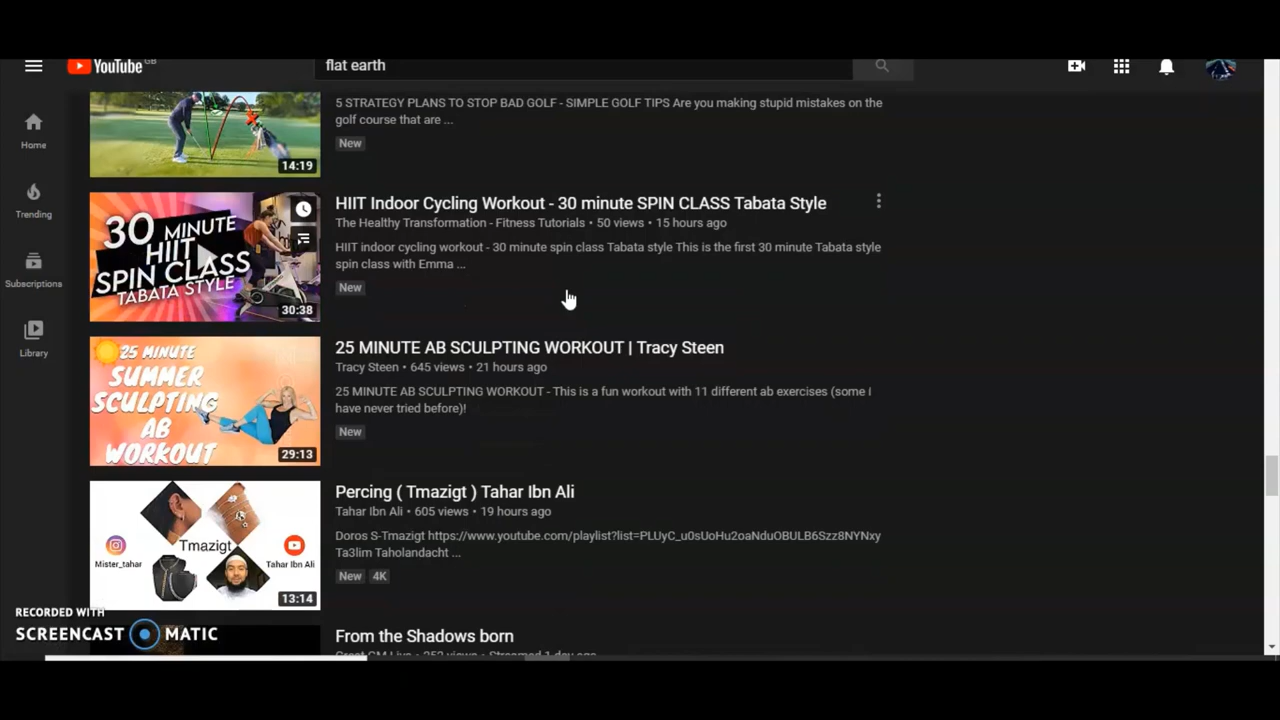 YouTube GB
flat earth
Home
Trending
Subscriptions
Library
5 STRATEGY PLANS TO STOP BAD GOLF - SIMPLE GOLF TIPS Are you making stupid mistakes on the
golf course that are ...
New
14:19
30 MINUTE
HIIT
SPIN CLASS
TABATA STYLE
30:38
HIIT Indoor Cycling Workout - 30 minute SPIN CLASS Tabata Style
The Healthy Transformation - Fitness Tutorials • 50 views • 15 hours ago
HIIT indoor cycling workout - 30 minute spin class Tabata style This is the first 30 minute Tabata style
spin class with Emma ...
New
25 MINUTE
SUMMER
SCULPTING
AB
WORKOUT
29:13
25 MINUTE AB SCULPTING WORKOUT | Tracy Steen
Tracy Steen • 645 views • 21 hours ago
25 MINUTE AB SCULPTING WORKOUT - This is a fun workout with 11 different ab exercises (some I
have never tried before)!
New
Tmazigt
Mister_tahar
Tahar Ibn Ali
13:14
Percing ( Tmazigt ) Tahar Ibn Ali
Tahar Ibn Ali • 605 views • 19 hours ago
Doros S-Tmazigt https://www.youtube.com/playlist?list=PLUyC_u0sUoHu2oaNduOBULB6Szz8NYNxy
Ta3lim Taholandacht ...
New 4K
From the Shadows born
RECORDED WITH
SCREENCAST MATIC